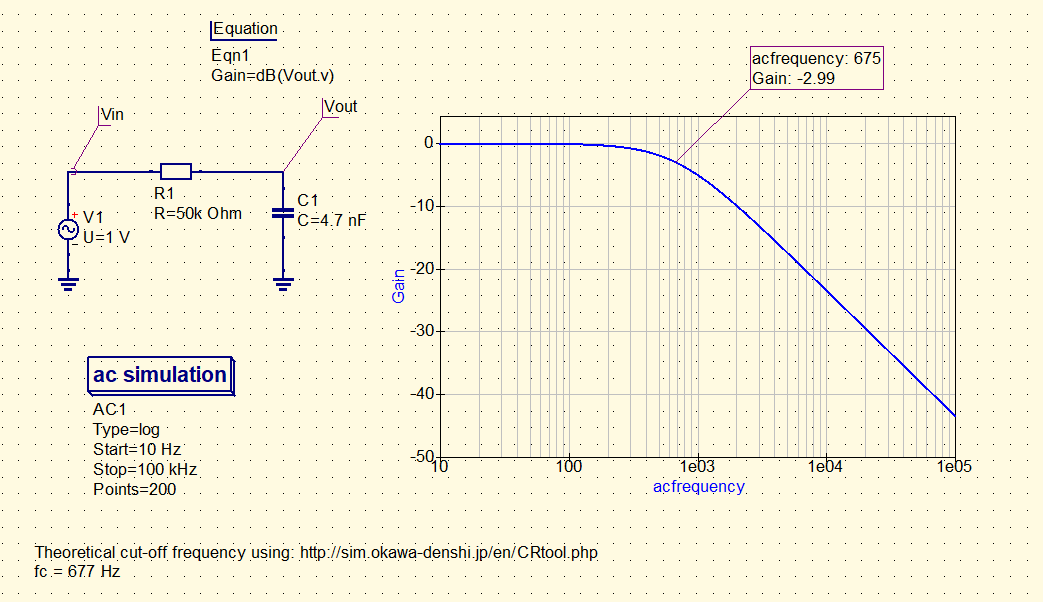 Equation
Eqn1
Gain=dB(Vout.v)
Vin
Vout
R1
R=50k Ohm
C1
C=4.7 nF
+
V1
U=1 V
-
ac simulation
AC1
Type=log
Start=10 Hz
Stop=100 kHz
Points=200
acfrequency: 675
Gain: -2.99
0
-10
-20
-30
-40
-50
Gain
10 100 1e03 1e04 1e05
acfrequency
Theoretical cut-off frequency using: http://sim.okawa-denshi.jp/en/CRtool.php
fc = 677 Hz